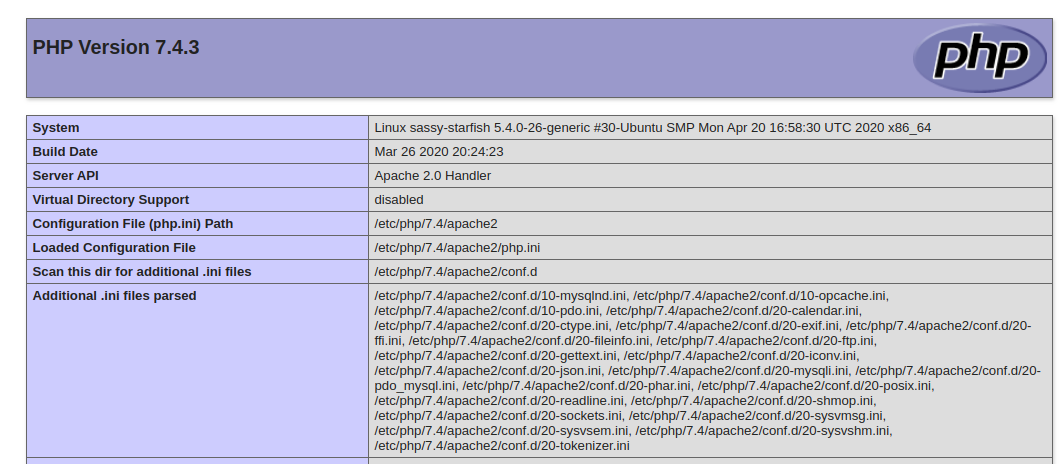 PHP Version 7.4.3
php
System Linux sassy-starfish 5.4.0-26-generic #30-Ubuntu SMP Mon Apr 20 16:58:30 UTC 2020 x86_64
Build Date Mar 26 2020 20:24:23
Server API Apache 2.0 Handler
Virtual Directory Support disabled
Configuration File (php.ini) Path /etc/php/7.4/apache2
Loaded Configuration File /etc/php/7.4/apache2/php.ini
Scan this dir for additional .ini files /etc/php/7.4/apache2/conf.d
Additional .ini files parsed /etc/php/7.4/apache2/conf.d/10-mysqlnd.ini, /etc/php/7.4/apache2/conf.d/10-opcache.ini,
/etc/php/7.4/apache2/conf.d/10-pdo.ini, /etc/php/7.4/apache2/conf.d/20-calendar.ini,
/etc/php/7.4/apache2/conf.d/20-ctype.ini, /etc/php/7.4/apache2/conf.d/20-exif.ini, /etc/php/7.4/apache2/conf.d/20-
ffi.ini, /etc/php/7.4/apache2/conf.d/20-fileinfo.ini, /etc/php/7.4/apache2/conf.d/20-ftp.ini,
/etc/php/7.4/apache2/conf.d/20-gettext.ini, /etc/php/7.4/apache2/conf.d/20-iconv.ini,
/etc/php/7.4/apache2/conf.d/20-json.ini, /etc/php/7.4/apache2/conf.d/20-mysqli.ini, /etc/php/7.4/apache2/conf.d/20-
pdo_mysql.ini, /etc/php/7.4/apache2/conf.d/20-phar.ini, /etc/php/7.4/apache2/conf.d/20-posix.ini,
/etc/php/7.4/apache2/conf.d/20-readline.ini, /etc/php/7.4/apache2/conf.d/20-shmop.ini,
/etc/php/7.4/apache2/conf.d/20-sockets.ini, /etc/php/7.4/apache2/conf.d/20-sysvmsg.ini,
/etc/php/7.4/apache2/conf.d/20-sysvsem.ini, /etc/php/7.4/apache2/conf.d/20-sysvshm.ini,
/etc/php/7.4/apache2/conf.d/20-tokenizer.ini